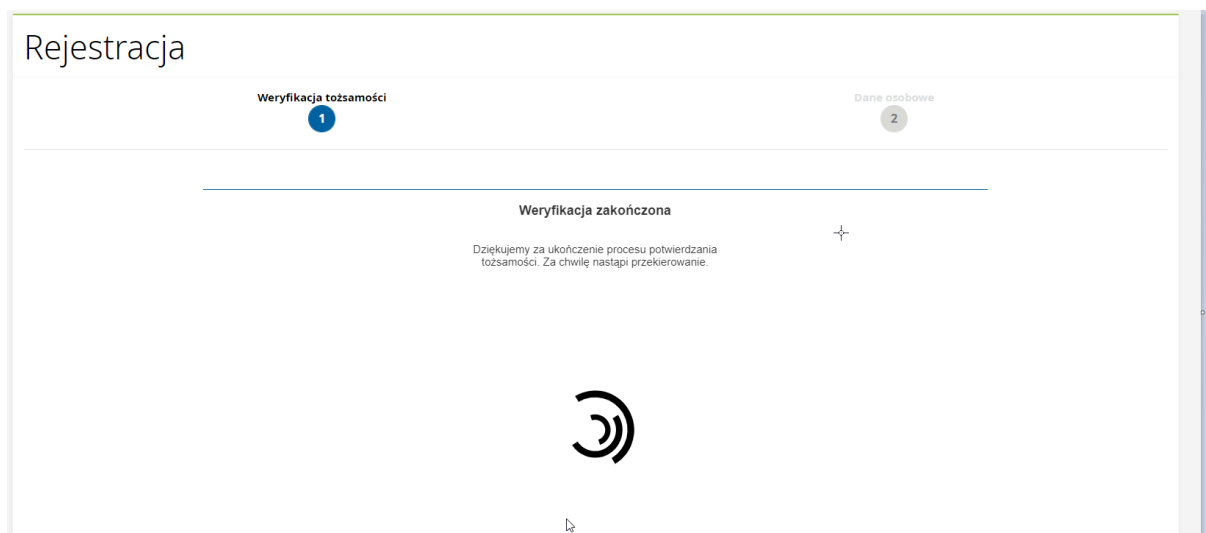 Rejestracja
Weryfikacja tożsamości
Dane osobowe
1
2
Weryfikacja zakończona
Dziękujemy za ukończenie procesu potwierdzania
tożsamości. Za chwilę nastąpi przekierowanie.